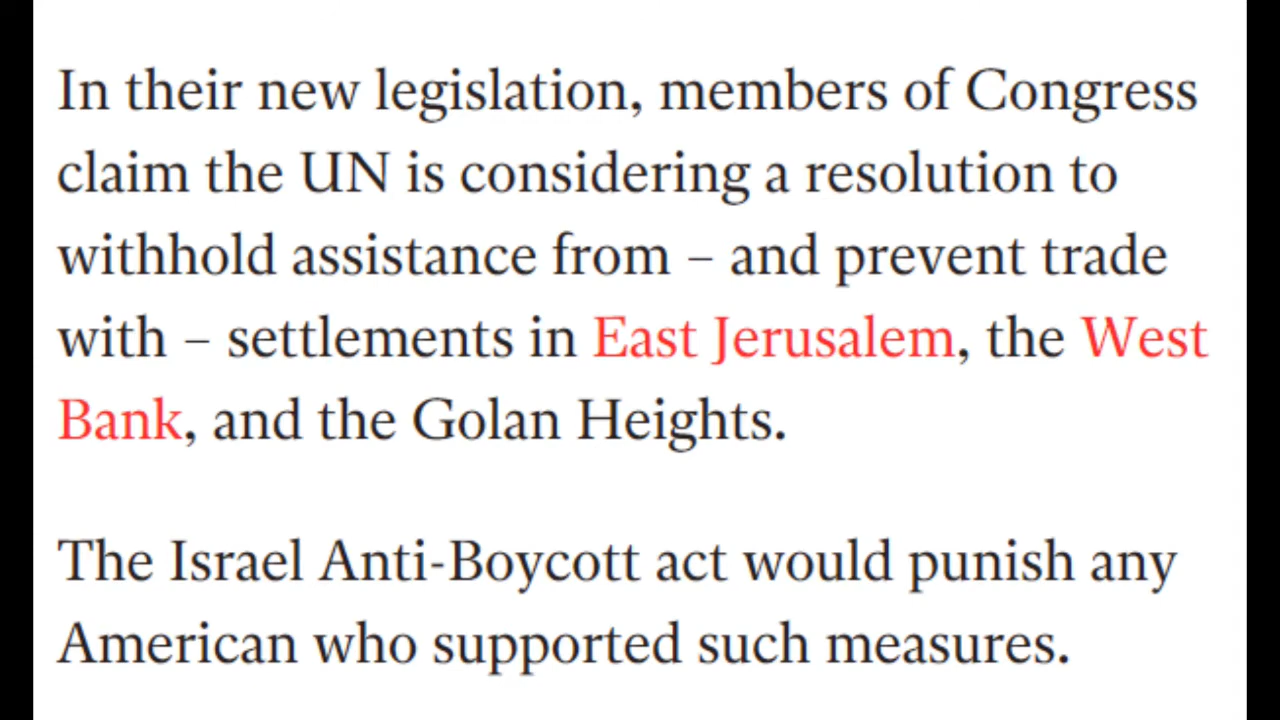 In their new legislation, members of Congress
claim the UN is considering a resolution to
withhold assistance from – and prevent trade
with – settlements in East Jerusalem, the West
Bank, and the Golan Heights.
The Israel Anti-Boycott act would punish any
American who supported such measures.